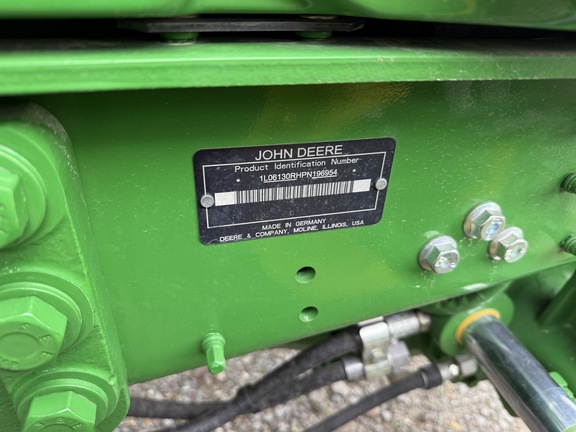 JOHN DEERE
Product Identification Number
1L06130RHPN196954
MADE IN GERMANY
DEERE & COMPANY, MOLINE, ILLINOIS, USA